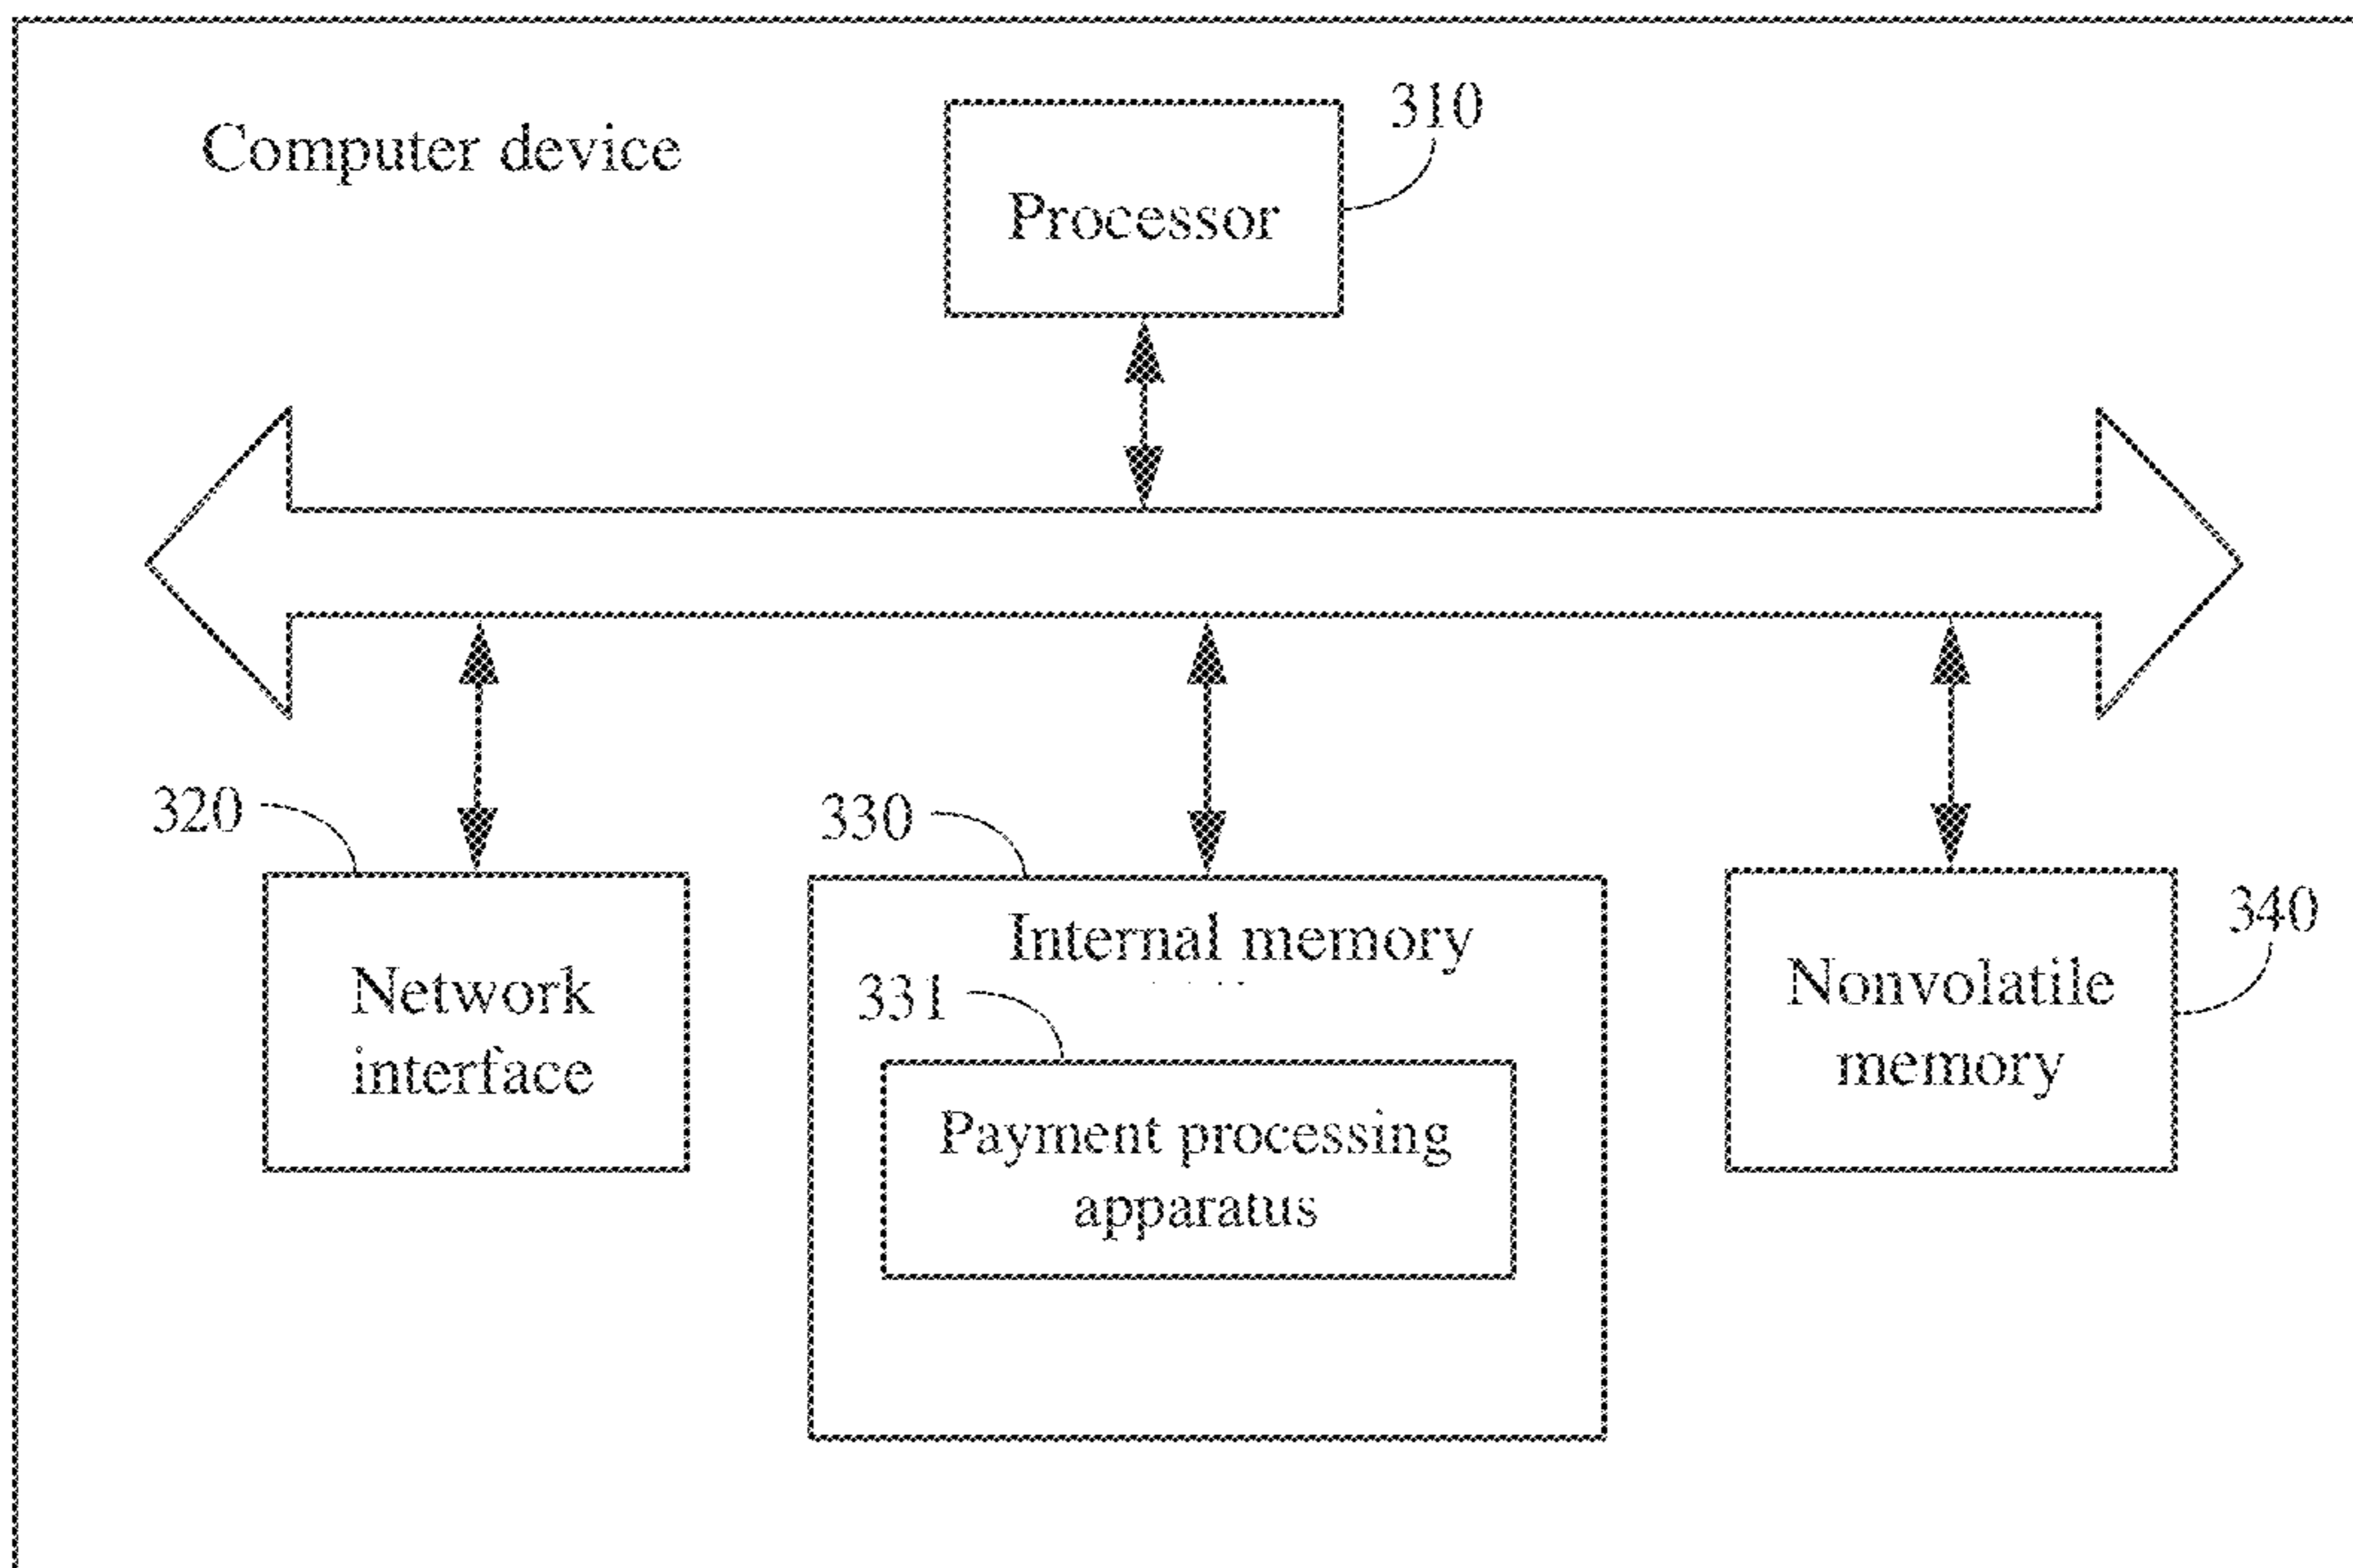 310
Computer device
Processor
320
330
Internal memory
340
Network
interface
331
Nonvolatile
memory
Payment processing
apparatus